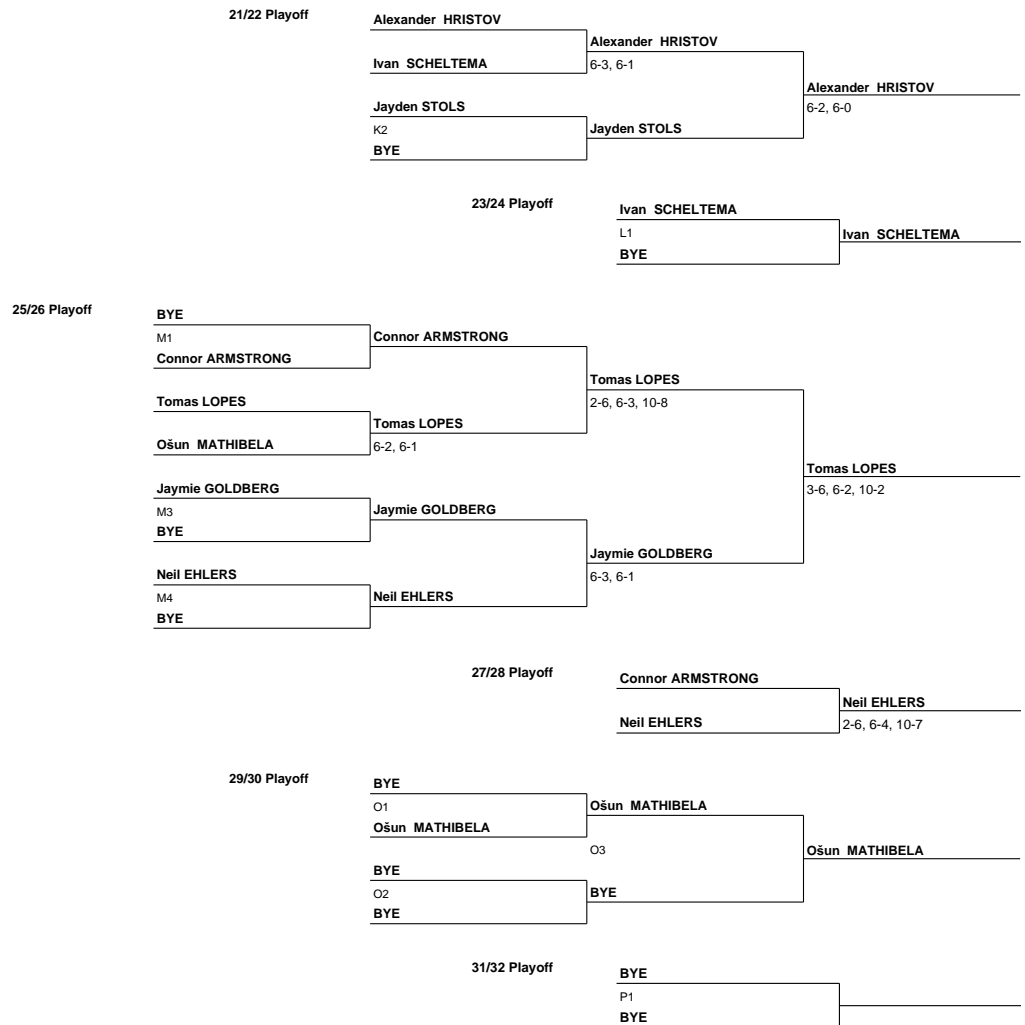 21/22 Playoff
Alexander HRISTOV
Alexander HRISTOV
Ivan SCHELTEMA
6-3, 6-1
Alexander HRISTOV
6-2, 6-0
Jayden STOLS
K2
Jayden STOLS
BYE
23/24 Playoff
Ivan SCHELTEMA
L1
Ivan SCHELTEMA
BYE
25/26 Playoff
BYE
M1
Connor ARMSTRONG
Connor ARMSTRONG
Tomas LOPES
2-6, 6-3, 10-8
Tomas LOPES
Tomas LOPES
Ošun MATHIBELA
6-2, 6-1
Tomas LOPES
3-6, 6-2, 10-2
Jaymie GOLDBERG
M3
Jaymie GOLDBERG
BYE
Jaymie GOLDBERG
6-3, 6-1
Neil EHLERS
M4
Neil EHLERS
BYE
27/28 Playoff
Connor ARMSTRONG
Neil EHLERS
Neil EHLERS
2-6, 6-4, 10-7
29/30 Playoff
BYE
O1
Ošun MATHIBELA
Ošun MATHIBELA
O3
Ošun MATHIBELA
BYE
O2
BYE
BYE
31/32 Playoff
BYE
P1
BYE